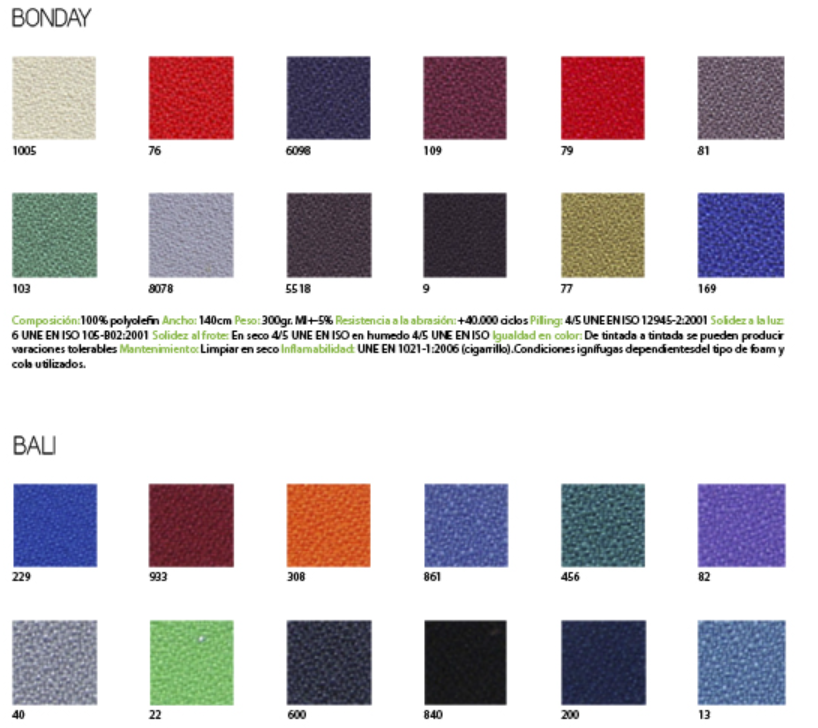 BONDAY
1005 76 6098 109 79 81
103 8078 5518 9 77 169
Composición: 100% polyolefin Ancho: 140cm Peso: 300gr. Ml+-5% Resistencia a la abrasión: +40.000 ciclos Pilling: 4/5 UNE EN ISO 12945-2:2001 Solidez a la luz:
6 UNE EN ISO 105-B02:2001 Solidez al frote: En seco 4/5 UNE EN ISO en humedo 4/5 UNE EN ISO Igualdad en color: De tintada a tintada se pueden producir
varaciones tolerables Mantenimiento: Limpiar en seco Inflamabilidad: UNE EN 1021-1:2006 (cigarrillo).Condiciones ignífugas dependientesdel tipo de foam y
cola utilizados.
BALI
229 933 308 861 456 82
40 22 600 840 200 13